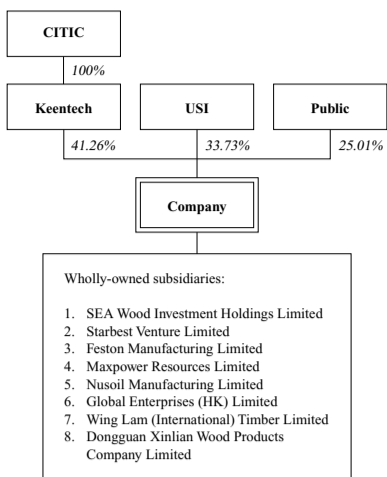 CITIC
100%
Keentech
USI
Public
41.26%
33.73%
25.01%
Company
Wholly-owned subsidiaries:
1. SEA Wood Investment Holdings Limited
2. Starbest Venture Limited
3. Feston Manufacturing Limited
4. Maxpower Resources Limited
5. Nusoil Manufacturing Limited
6. Global Enterprises (HK) Limited
7. Wing Lam (International) Timber Limited
8. Dongguan Xinlian Wood Products
Company Limited